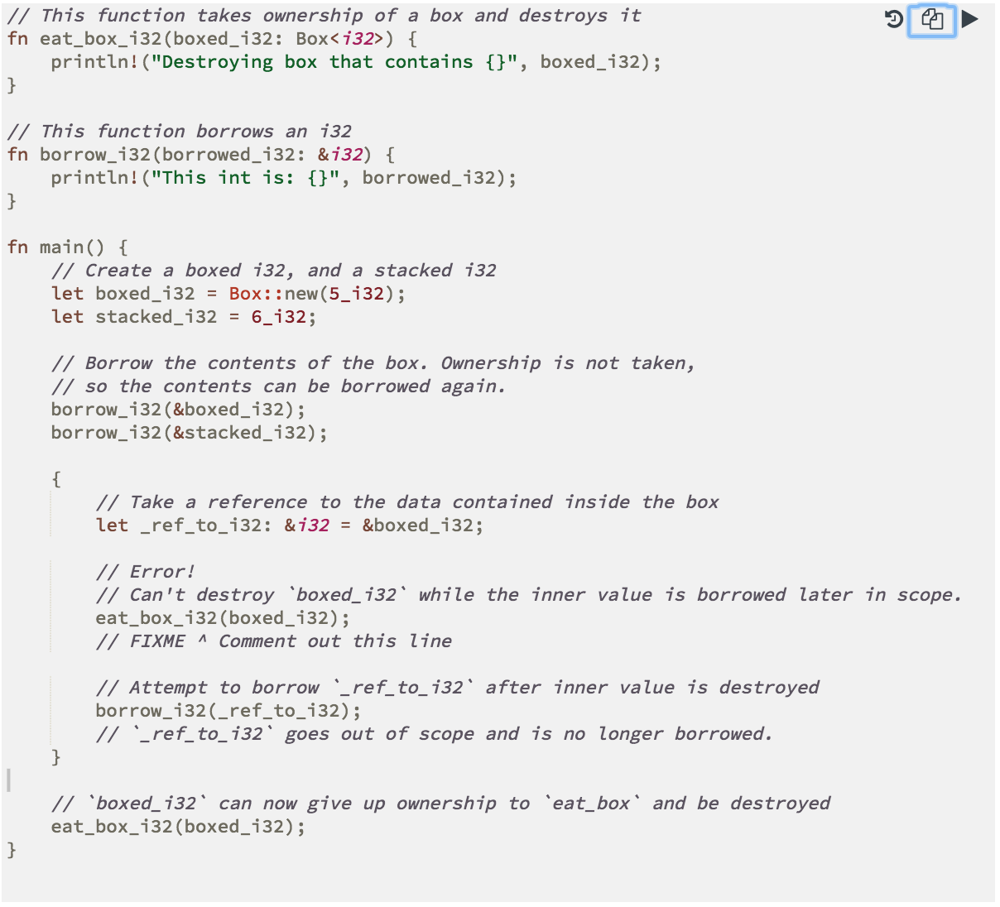 // This function takes ownership of a box and destroys it
fn eat_box_i32(boxed_i32: Box<i32>) {
    println!("Destroying box that contains {}", boxed_i32);
}

// This function borrows an i32
fn borrow_i32(borrowed_i32: &i32) {
    println!("This int is: {}", borrowed_i32);
}

fn main() {
    // Create a boxed i32, and a stacked i32
    let boxed_i32 = Box::new(5_i32);
    let stacked_i32 = 6_i32;

    // Borrow the contents of the box. Ownership is not taken,
    // so the contents can be borrowed again.
    borrow_i32(&boxed_i32);
    borrow_i32(&stacked_i32);

    {
        // Take a reference to the data contained inside the box
        let _ref_to_i32: &i32 = &boxed_i32;

        // Error!
        // Can't destroy `boxed_i32` while the inner value is borrowed later in scope.
        eat_box_i32(boxed_i32);
        // FIXME ^ Comment out this line

        // Attempt to borrow `_ref_to_i32` after inner value is destroyed
        borrow_i32(_ref_to_i32);
        // `_ref_to_i32` goes out of scope and is no longer borrowed.
    }

    // `boxed_i32` can now give up ownership to `eat_box` and be destroyed
    eat_box_i32(boxed_i32);
}